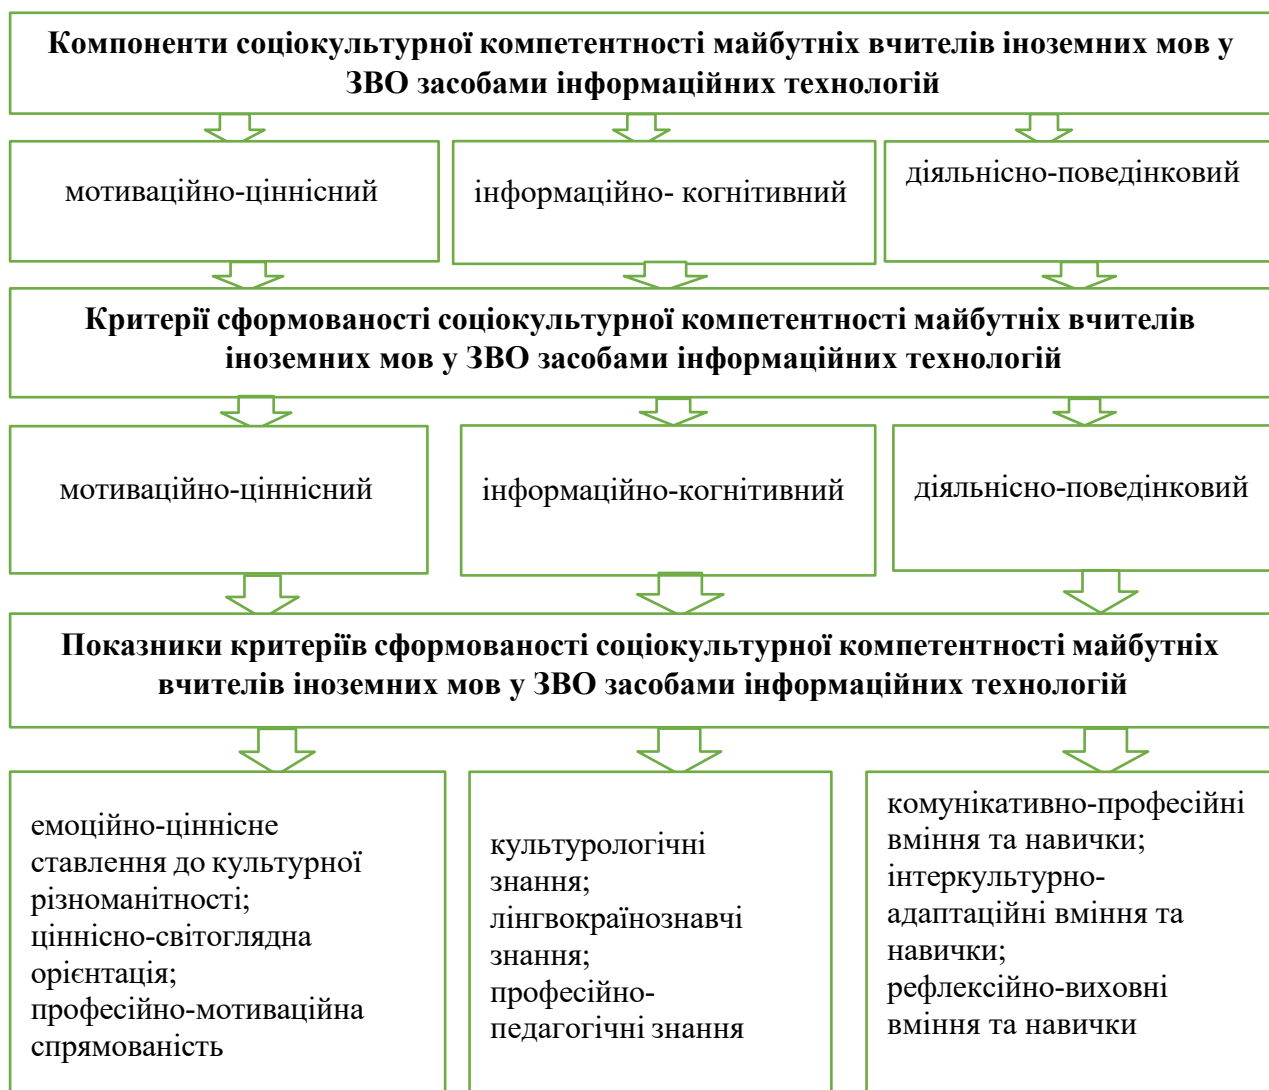 Компоненти соціокультурної компетентності майбутніх вчителів іноземних мов у
ЗВО засобами інформаційних технологій
мотиваційно-ціннісний
інформаційно- когнітивний
діяльнісно-поведінковий
Критерії сформованості соціокультурної компетентності майбутніх вчителів
іноземних мов у ЗВО засобами інформаційних технологій
мотиваційно-ціннісний
інформаційно-когнітивний
діяльнісно-поведінковий
Показники критеріїв сформованості соціокультурної компетентності майбутніх
вчителів іноземних мов у ЗВО засобами інформаційних технологій
емоційно-ціннісне
ставлення до культурної
різноманітності;
ціннісно-світоглядна
орієнтація;
професійно-мотиваційна
спрямованість
культурологічні
знання;
лінгвокраїнознавчі
знання;
професійно-
педагогічні знання
комунікативно-професійні
вміння та навички;
інтеркультурно-
адаптаційні вміння та
навички;
рефлексійно-виховні
вміння та навички